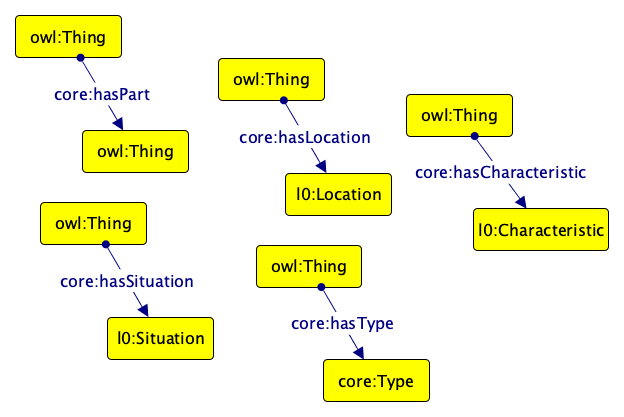 owl:Thing
core:hasPart
owl:Thing
owl:Thing
core:hasLocation
l0:Location
owl:Thing
core:hasCharacteristic
l0:Characteristic
owl:Thing
core:hasSituation
l0:Situation
owl:Thing
core:hasType
core:Type